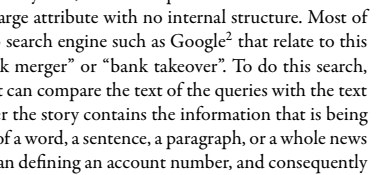 arge attribute with no internal structure. Most of
search engine such as Google² that relate to this
k merger” or “bank takeover”. To do this search,
can compare the text of the queries with the text
r the story contains the information that is being
of a word, a sentence, a paragraph, or a whole news
an defining an account number, and consequently